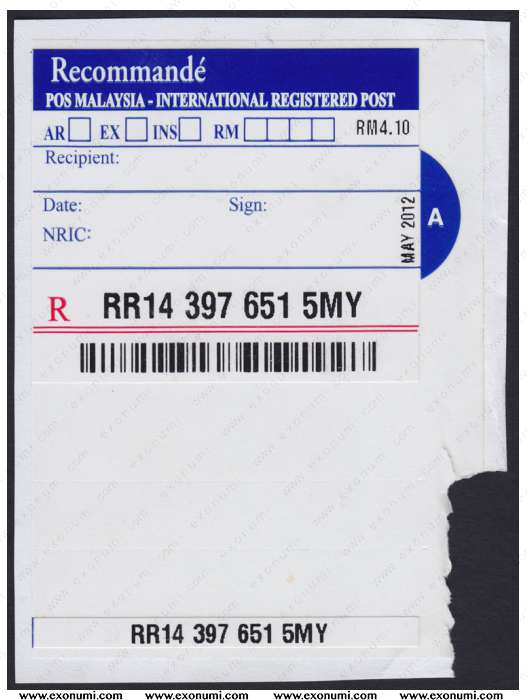 Recommandé
POS MALAYSIA - INTERNATIONAL REGISTERED POST
AR EX INS RM RM4.10
Recipient:
Date: Sign:
NRIC:
MAY 2012
A
R RR14 397 651 5MY
RR14 397 651 5MY
www.exonumi.com www.exonumi.com www.exonumi.com www.exonumi.com